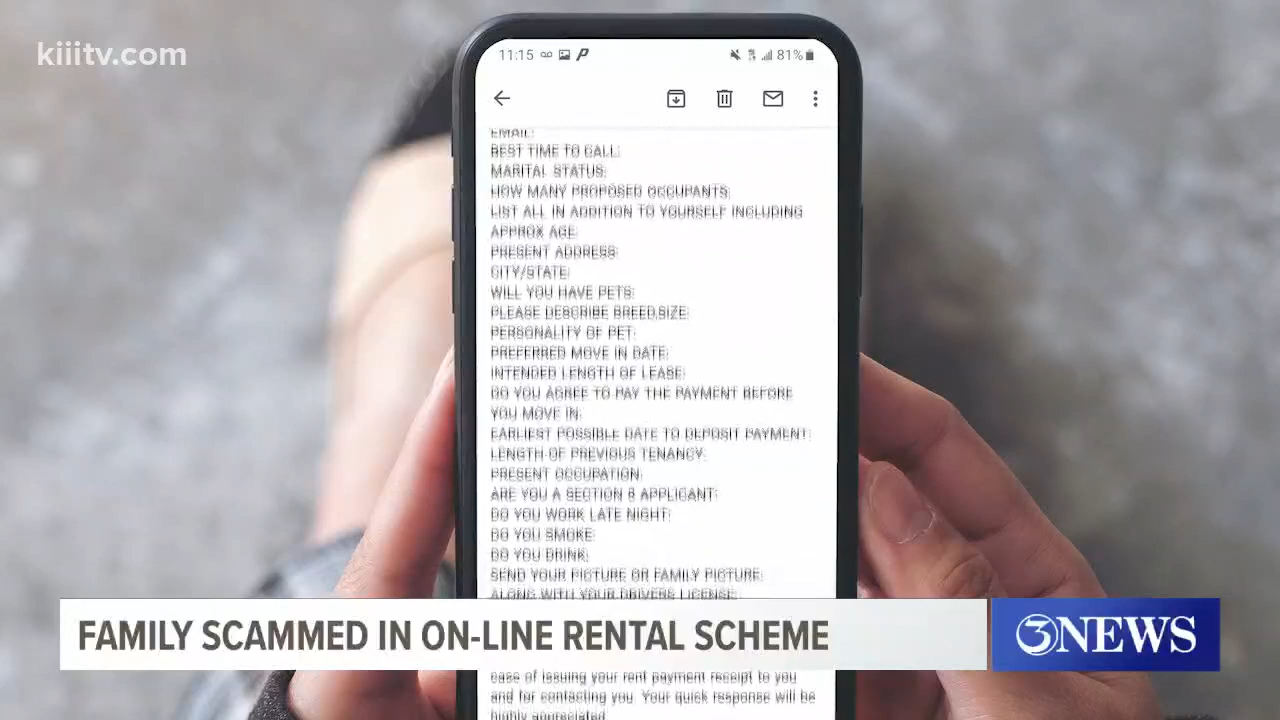 kiiitv.com
11:15
81%
EMAIL:
BEST TIME TO CALL:
MARITAL STATUS:
HOW MANY PROPOSED OCCUPANTS:
LIST ALL IN ADDITION TO YOURSELF INCLUDING
APPROX AGE:
PRESENT ADDRESS:
CITY/STATE:
WILL YOU HAVE PETS:
PLEASE DESCRIBE BREED,SIZE:
PERSONALITY OF PET:
PREFERRED MOVE IN DATE:
INTENDED LENGTH OF LEASE:
DO YOU AGREE TO PAY THE PAYMENT BEFORE
YOU MOVE IN:
EARLIEST POSSIBLE DATE TO DEPOSIT PAYMENT:
LENGTH OF PREVIOUS TENANCY:
PRESENT OCCUPATION:
ARE YOU A SECTION 8 APPLICANT:
DO YOU WORK LATE NIGHT:
DO YOU SMOKE:
DO YOU DRINK:
SEND YOUR PICTURE OR FAMILY PICTURE:
ALONG WITH YOUR DRIVERS LICENSE:
FAMILY SCAMMED IN ON-LINE RENTAL SCHEME
3NEWS
case of issuing your rent payment receipt to you
and for contacting you. Your quick response will be
highly appreciated